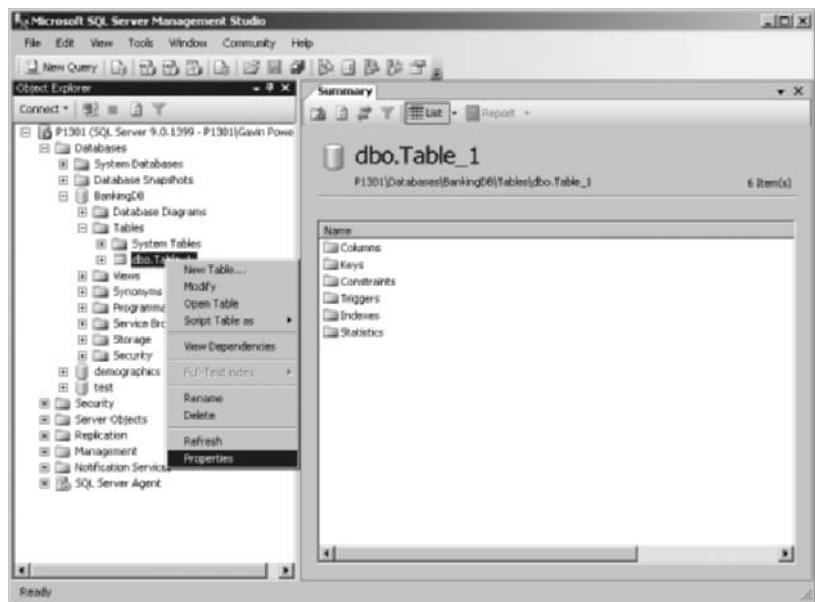 Microsoft SQL Server Management Studio
File Edit View Tools Window Community Help
New Query
Object Explorer
Connect
P1301 (SQL Server 9.0.1399 - P1301\Gavin Powe
Databases
System Databases
Database Snapshots
BankingDB
Database Diagrams
Tables
System Tables
dbo.Ta
Views
Synonyms
Programma
Service Bro
Storage
Security
demographics
test
Security
Server Objects
Replication
Management
Notification Services
SQL Server Agent
New Table...
Modify
Open Table
Script Table as
View Dependencies
Full-Text index
Rename
Delete
Refresh
Properties
Summary
List Report
dbo.Table_1
P1301\Databases\BankingDB\Tables\dbo.Table_1 6 Item(s)
Name
Columns
Keys
Constraints
Triggers
Indexes
Statistics
Ready